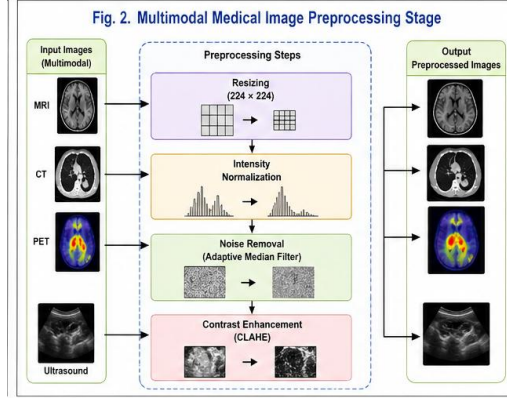 Fig. 2. Multimodal Medical Image Preprocessing Stage
Input Images
(Multimodal)
MRI
CT
PET
Ultrasound
Preprocessing Steps
Resizing
(224 × 224)
Intensity
Normalization
Noise Removal
(Adaptive Median Filter)
Contrast Enhancement
(CLAHE)
Output
Preprocessed Images